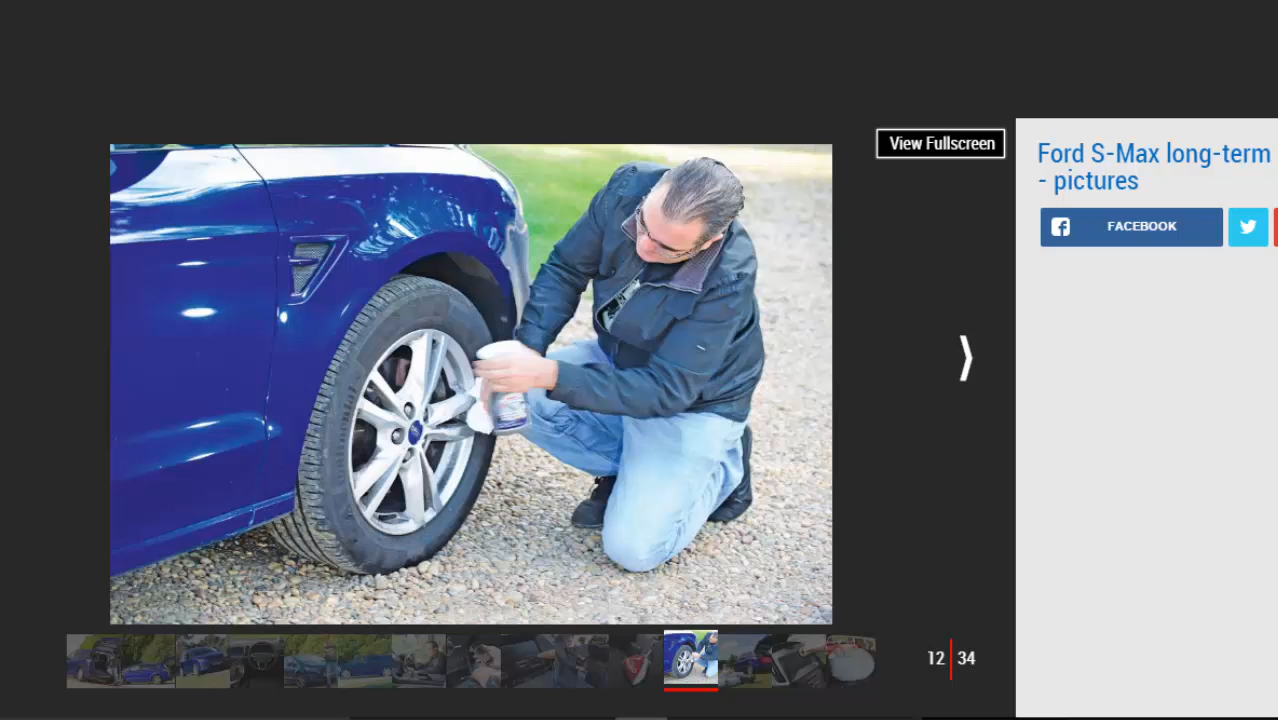 View Fullscreen
Ford S-Max long-term
- pictures
FACEBOOK
12 34